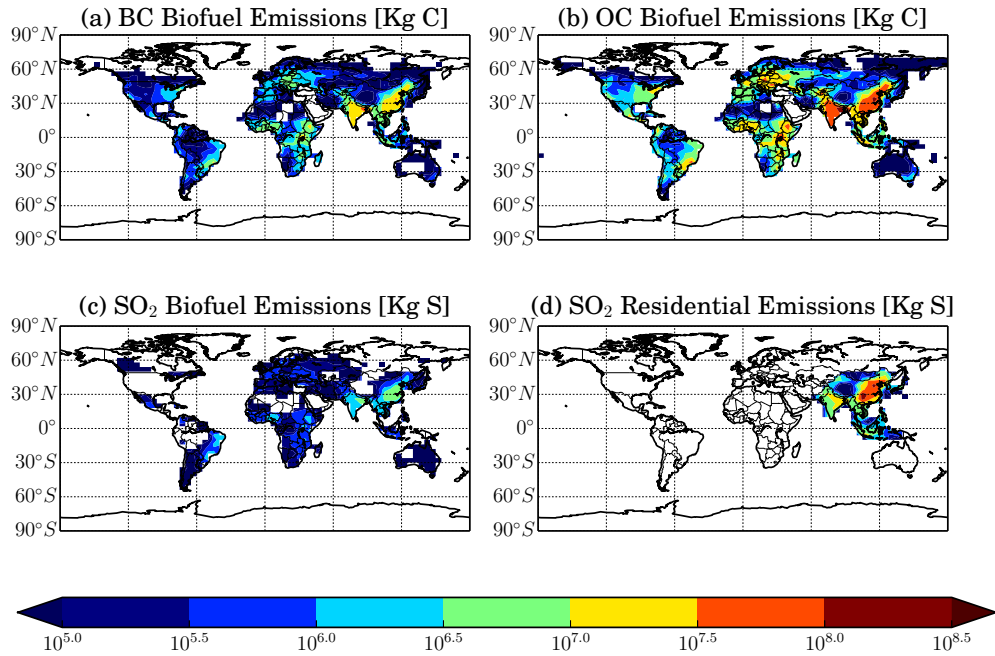 (a) BC Biofuel Emissions [Kg C]
(b) OC Biofuel Emissions [Kg C]
90°N
60°N
30°N
0°
30°S
60°S
90°S
90°N
60°N
30°N
0°
30°S
60°S
90°S
(c) SO₂ Biofuel Emissions [Kg S]
(d) SO₂ Residential Emissions [Kg S]
90°N
60°N
30°N
0°
30°S
60°S
90°S
90°N
60°N
30°N
0°
30°S
60°S
90°S
10^5.0 10^5.5 10^6.0 10^6.5 10^7.0 10^7.5 10^8.0 10^8.5